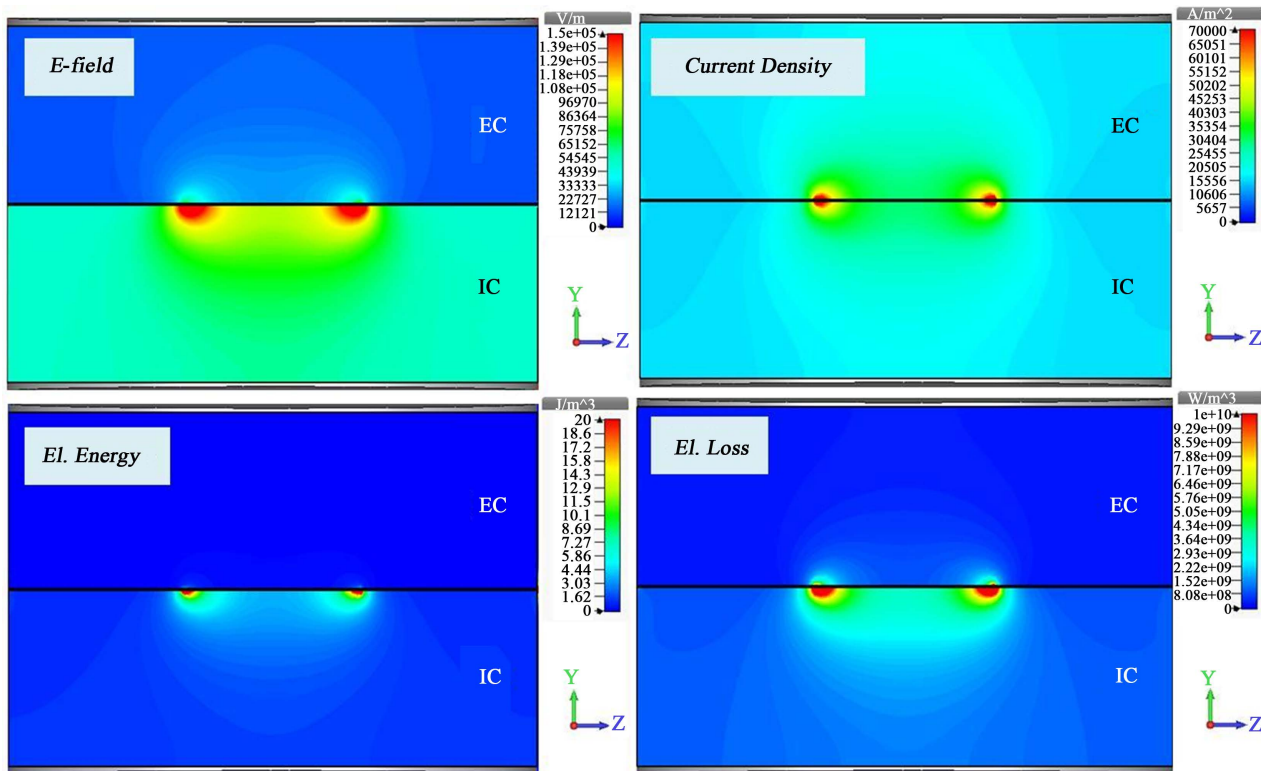 E-field
EC
IC
V/m
1.5e+05
1.39e+05
1.29e+05
1.18e+05
1.08e+05
96970
86364
75758
65152
54545
43939
33333
22727
12121
0
Y
Z
Current Density
EC
IC
A/m^2
70000
65051
60101
55152
50202
45253
40303
35354
30404
25455
20505
15556
10606
5657
0
Y
Z
El. Energy
EC
IC
J/m^3
20
18.6
17.2
15.8
14.3
12.9
11.5
10.1
8.69
7.27
5.86
4.44
3.03
1.62
0
Y
Z
El. Loss
EC
IC
W/m^3
1e+10
9.29e+09
8.59e+09
7.88e+09
7.17e+09
6.46e+09
5.76e+09
5.05e+09
4.34e+09
3.64e+09
2.93e+09
2.22e+09
1.52e+09
8.08e+08
0
Y
Z